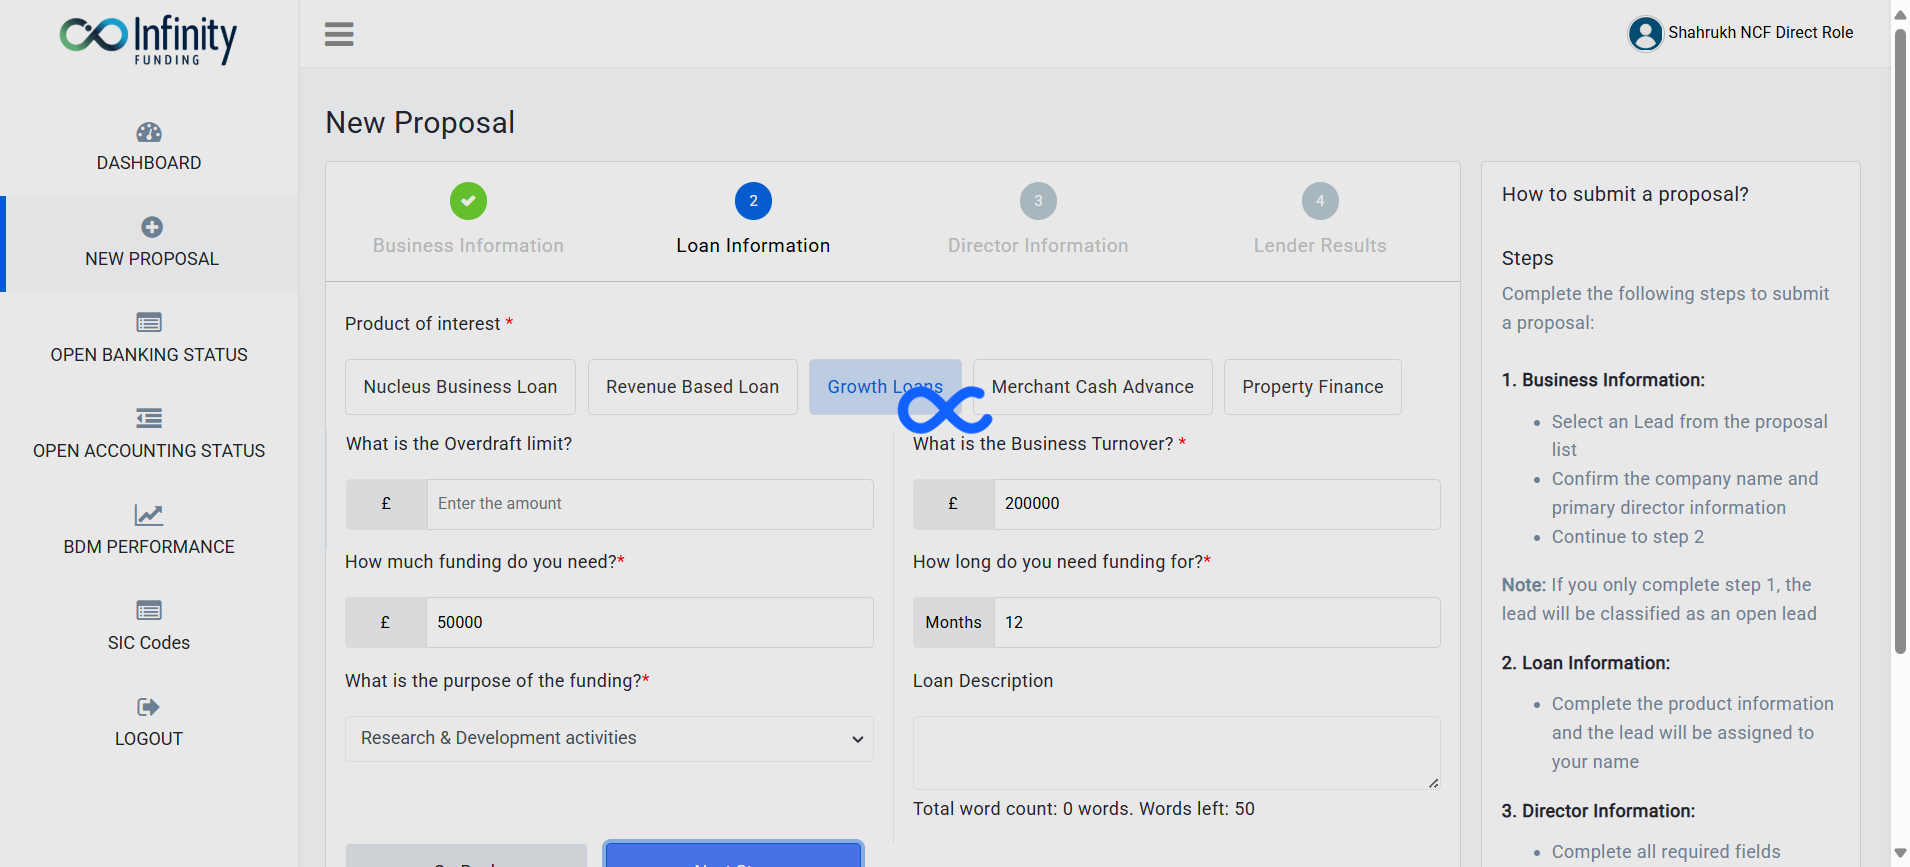 Infinity
FUNDING
Shahrukh NCF Direct Role
DASHBOARD
NEW PROPOSAL
OPEN BANKING STATUS
OPEN ACCOUNTING STATUS
BDM PERFORMANCE
SIC Codes
LOGOUT
New Proposal
2
3
4
Business Information
Loan Information
Director Information
Lender Results
Product of interest *
Nucleus Business Loan
Revenue Based Loan
Growth Loans
Merchant Cash Advance
Property Finance
What is the Overdraft limit?
What is the Business Turnover? *
£
Enter the amount
£
200000
How much funding do you need?*
How long do you need funding for?*
£
50000
Months
12
What is the purpose of the funding?*
Loan Description
Research & Development activities
Total word count: 0 words. Words left: 50
How to submit a proposal?
Steps
Complete the following steps to submit
a proposal:
1. Business Information:
• Select an Lead from the proposal
list
• Confirm the company name and
primary director information
• Continue to step 2
Note: If you only complete step 1, the
lead will be classified as an open lead
2. Loan Information:
• Complete the product information
and the lead will be assigned to
your name
3. Director Information:
• Complete all required fields